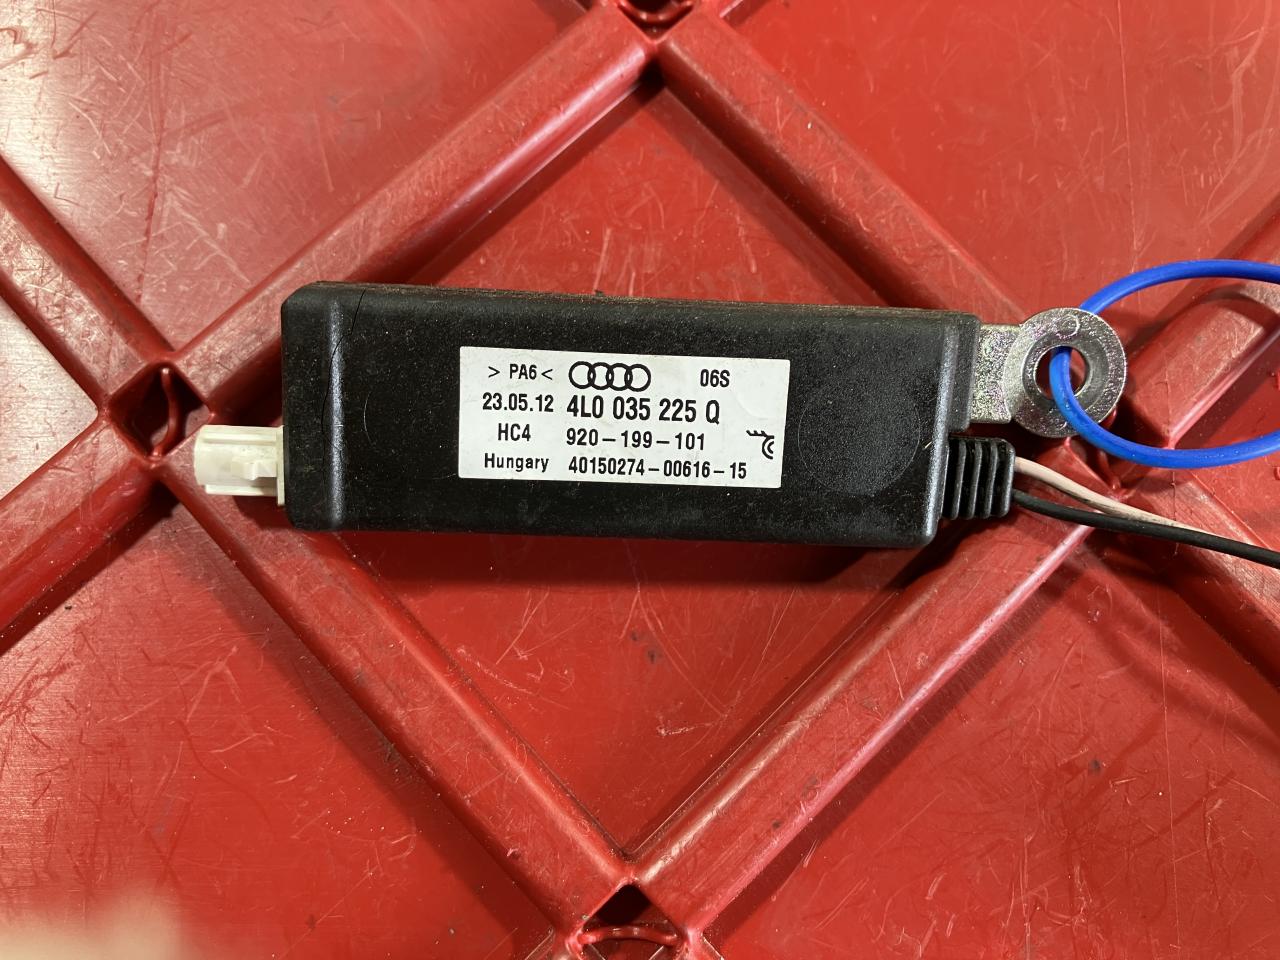 > PA6 < 06S
23.05.12 4L0 035 225 Q
HC4 920-199-101
Hungary 40150274-00616-15